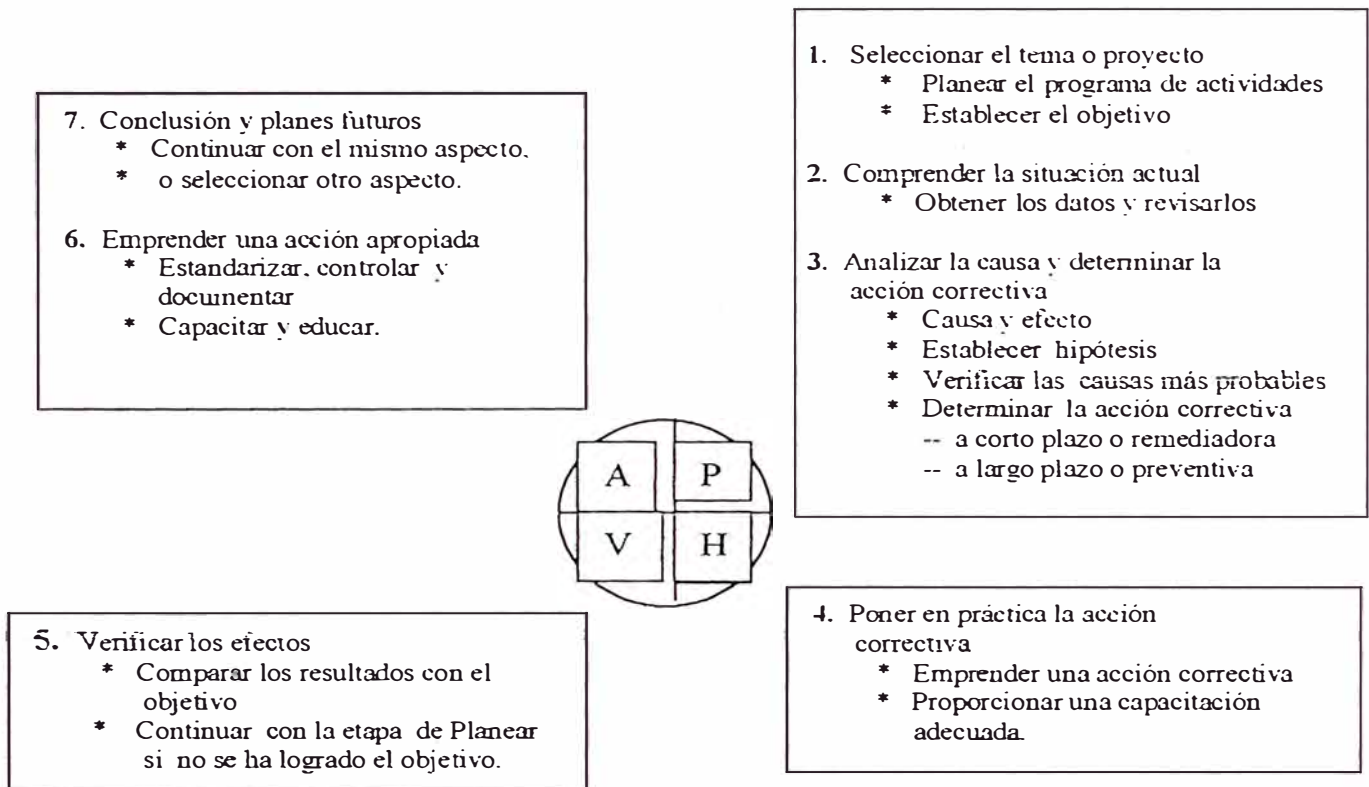 1. Seleccionar el tema o proyecto
* Planear el programa de actividades
* Establecer el objetivo
2. Comprender la situación actual
* Obtener los datos y revisarlos
3. Analizar la causa y determinar la
acción correctiva
* Causa y efecto
* Establecer hipótesis
* Verificar las causas más probables
* Determinar la acción correctiva
-- a corto plazo o remediadora
-- a largo plazo o preventiva
7. Conclusión y planes futuros
* Continuar con el mismo aspecto.
* o seleccionar otro aspecto.
6. Emprender una acción apropiada
* Estandarizar, controlar y
documentar
* Capacitar y educar.
A P
V H
4. Poner en práctica la acción
correctiva
* Emprender una acción correctiva
* Proporcionar una capacitación
adecuada.
5. Verificar los efectos
* Comparar los resultados con el
objetivo
* Continuar con la etapa de Planear
si no se ha logrado el objetivo.